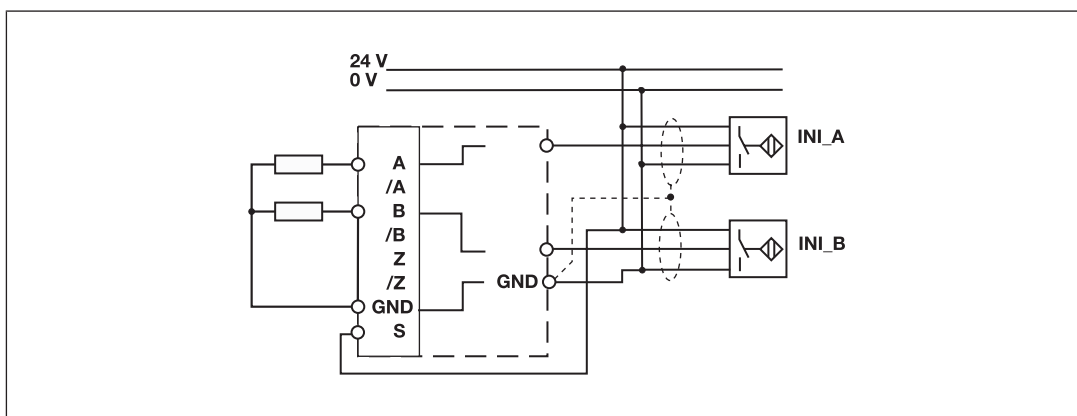 24 V
0 V
INI_A
A
/A
B
/B
Z
/Z
GND
S
GND
INI_B